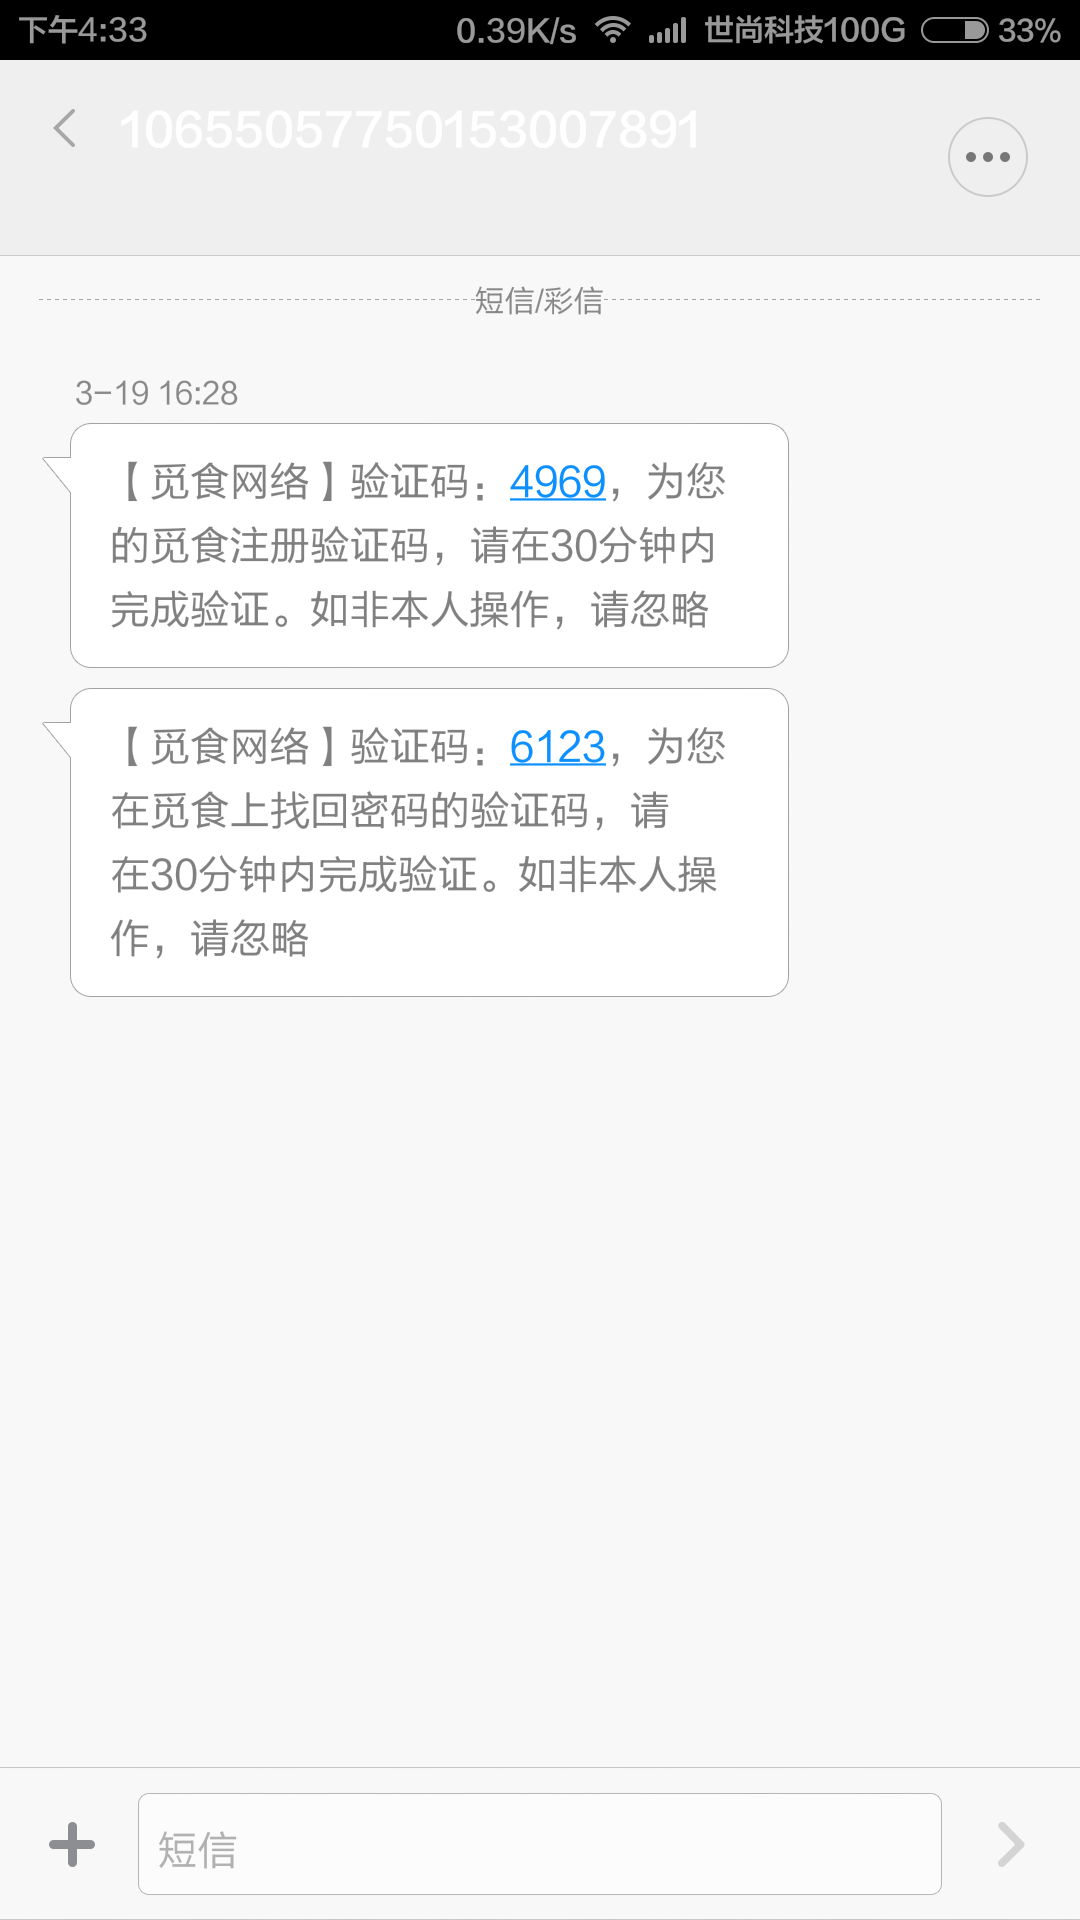 下午4:33 0.39K/s 世尚科技100G 33%
10655057750153007891
短信/彩信
3-19 16:28
【觅食网络】验证码：4969，为您
的觅食注册验证码，请在30分钟内
完成验证。如非本人操作，请忽略
【觅食网络】验证码：6123，为您
在觅食上找回密码的验证码，请
在30分钟内完成验证。如非本人操
作，请忽略
短信